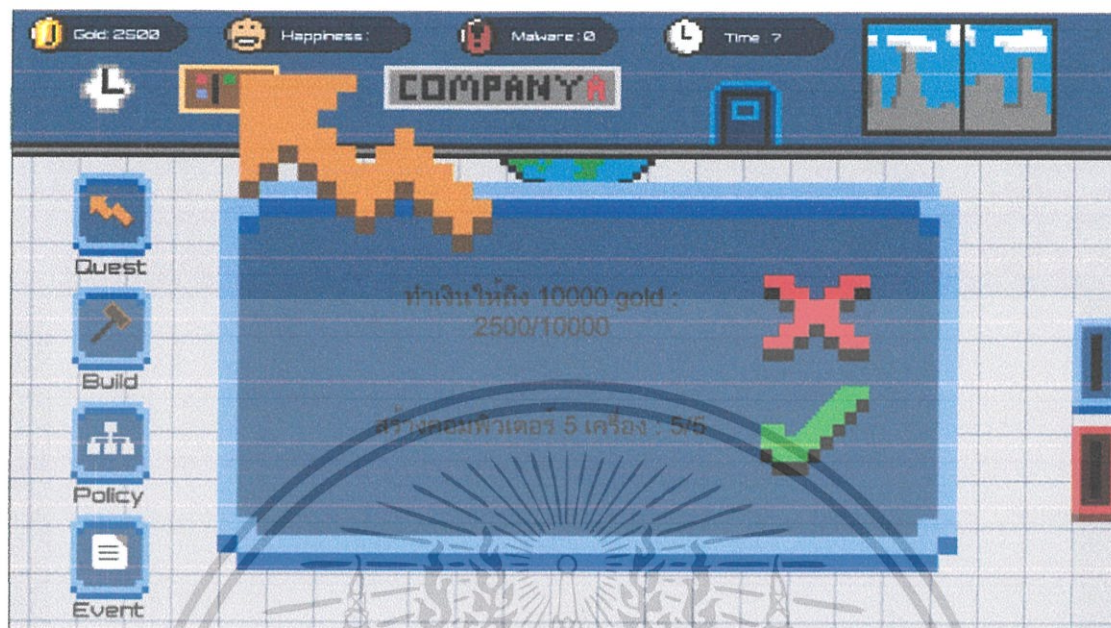 Gold: 2500
Happiness :
Malware : 0
Time : 7
COMPANY A
Quest
ทำเงินให้ถึง 10000 gold :
2500/10000
Build
สร้างคอมพิวเตอร์ 5 เครื่อง : 5/5
Policy
Event